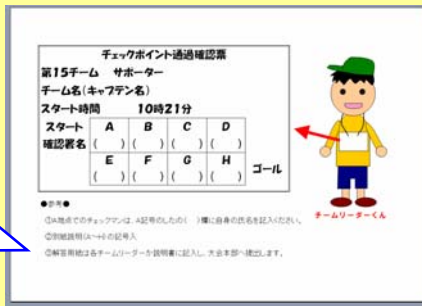 チェックポイント通過確認票
第15チーム サポーター
チーム名(キャプテン名)
スタート時間 10時21分
スタート A B C D
確認署名 ( ) ( ) ( ) ( )
E F G H ゴール
( ) ( ) ( ) ( )
●参考●
①A地点でのチェックマンは、A記号のしたの( )欄に自身の氏名を記入ください。
②別紙説明(A~H)の記号入
③解答用紙は各チームリーダーが説明書に記入し、大会本部へ提出します。
チームリーダーくん